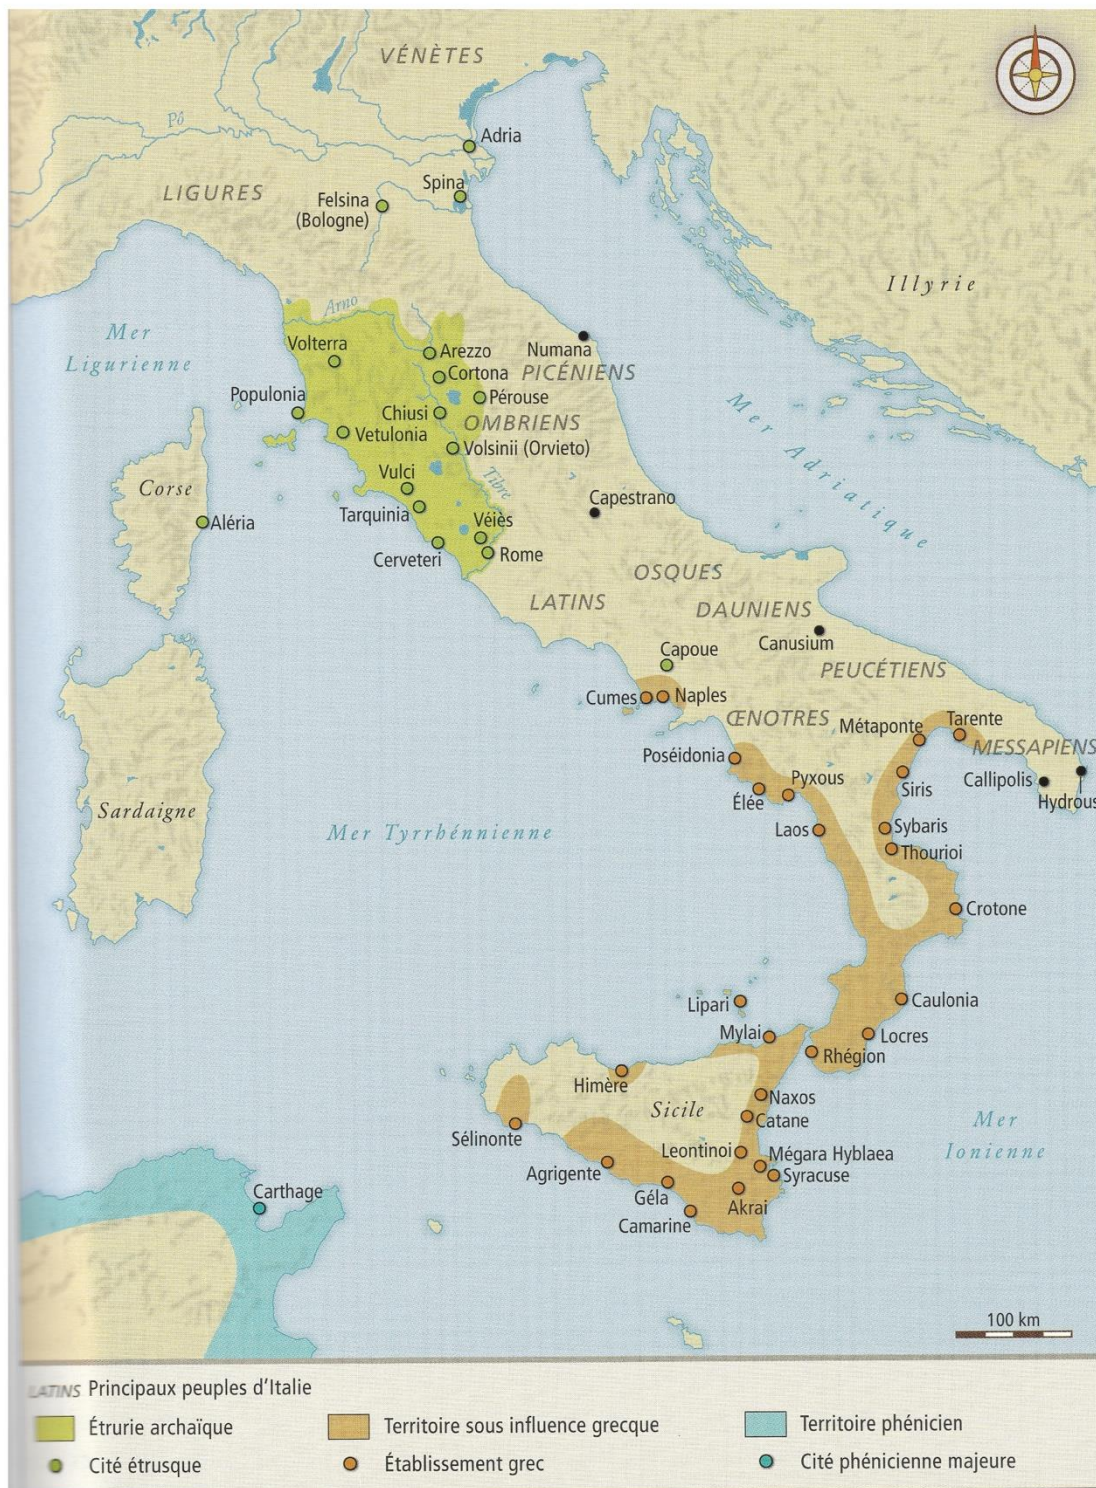 VÉNÈTES
Pô
Adria
LIGURES
Spina
Felsina
(Bologne)
Illyrie
Arno
Mer
Ligurienne
Volterra
Arezzo
Numana
Cortona
PICÉNIENS
Populonia
Pérouse
Chiusi
OMBRIENS
Vetulonia
Volsinii (Orvieto)
Mer Adriatique
Vulci
Tibre
Corse
Tarquinia
Capestrano
Aléria
Véiès
Cerveteri
Rome
OSQUES
LATINS
DAUNIENS
Canusium
Capoue
PEUCÉTIENS
Cumes
Naples
ŒNOTRES
Métaponte
Tarente
MESSAPIENS
Poséidonia
Pyxous
Siris
Callipolis
Élée
Hydrous
Sardaigne
Mer Tyrrhénnienne
Laos
Sybaris
Thourioi
Crotone
Lipari
Caulonia
Mylai
Locres
Rhégion
Himère
Naxos
Sicile
Catane
Mer
Ionienne
Sélinonte
Leontinoi
Mégara Hyblaea
Agrigente
Syracuse
Carthage
Géla
Akrai
Camarine
100 km
LATINS Principaux peuples d'Italie
Étrurie archaïque
Territoire sous influence grecque
Territoire phénicien
Cité étrusque
Établissement grec
Cité phénicienne majeure